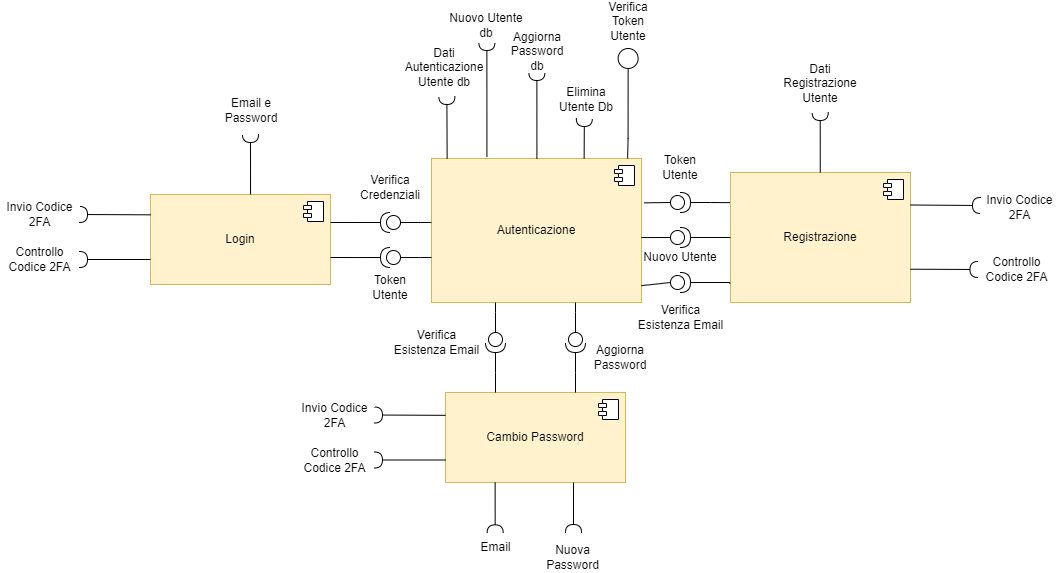 Verifica
Token
Utente
Nuovo Utente
db
Aggiorna
Password
db
Dati
Autenticazione
Utente db
Elimina
Utente Db
Dati
Registrazione
Utente
Email e
Password
Verifica
Credenziali
Token
Utente
Invio Codice
2FA
Login
Controllo
Codice 2FA
Token
Utente
Autenticazione
Nuovo Utente
Verifica
Esistenza Email
Registrazione
Invio Codice
2FA
Controllo
Codice 2FA
Verifica
Esistenza Email
Aggiorna
Password
Invio Codice
2FA
Controllo
Codice 2FA
Cambio Password
Email
Nuova
Password